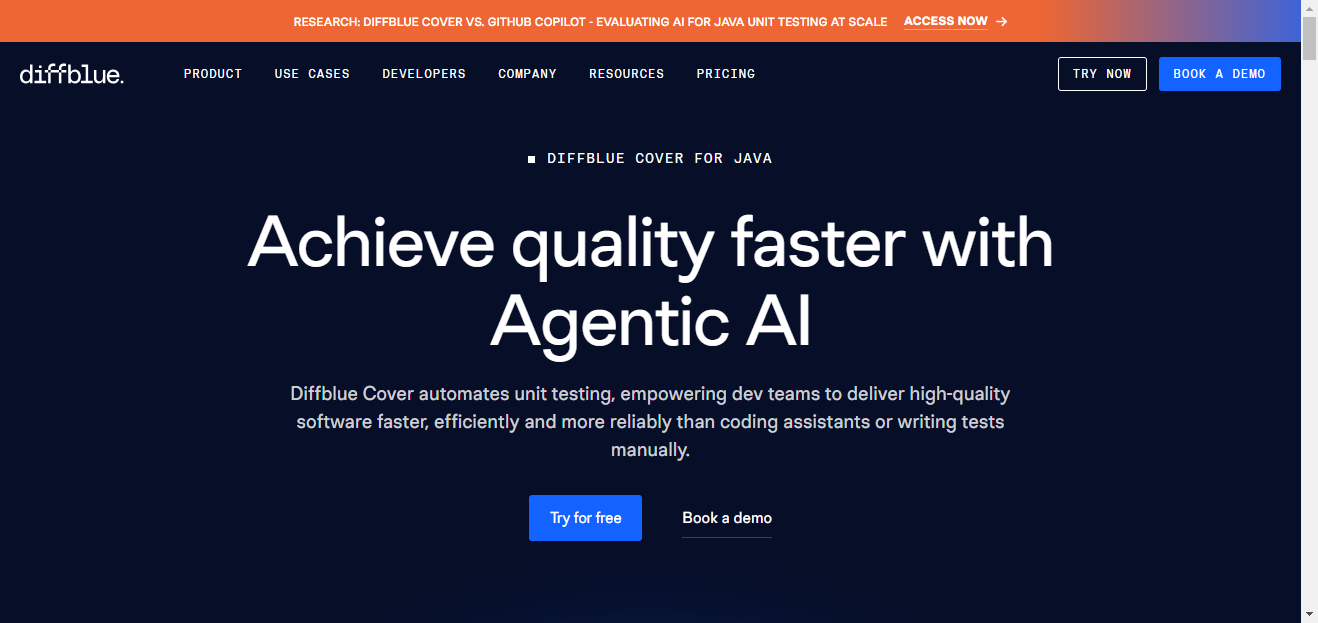 RESEARCH: DIFFBLUE COVER VS. GITHUB COPILOT - EVALUATING AI FOR JAVA UNIT TESTING AT SCALE ACCESS NOW →
diffblue. PRODUCT USE CASES DEVELOPERS COMPANY RESOURCES PRICING TRY NOW BOOK A DEMO
DIFFBLUE COVER FOR JAVA
Achieve quality faster with
Agentic AI
Diffblue Cover automates unit testing, empowering dev teams to deliver high-quality
software faster, efficiently and more reliably than coding assistants or writing tests
manually.
Try for free Book a demo